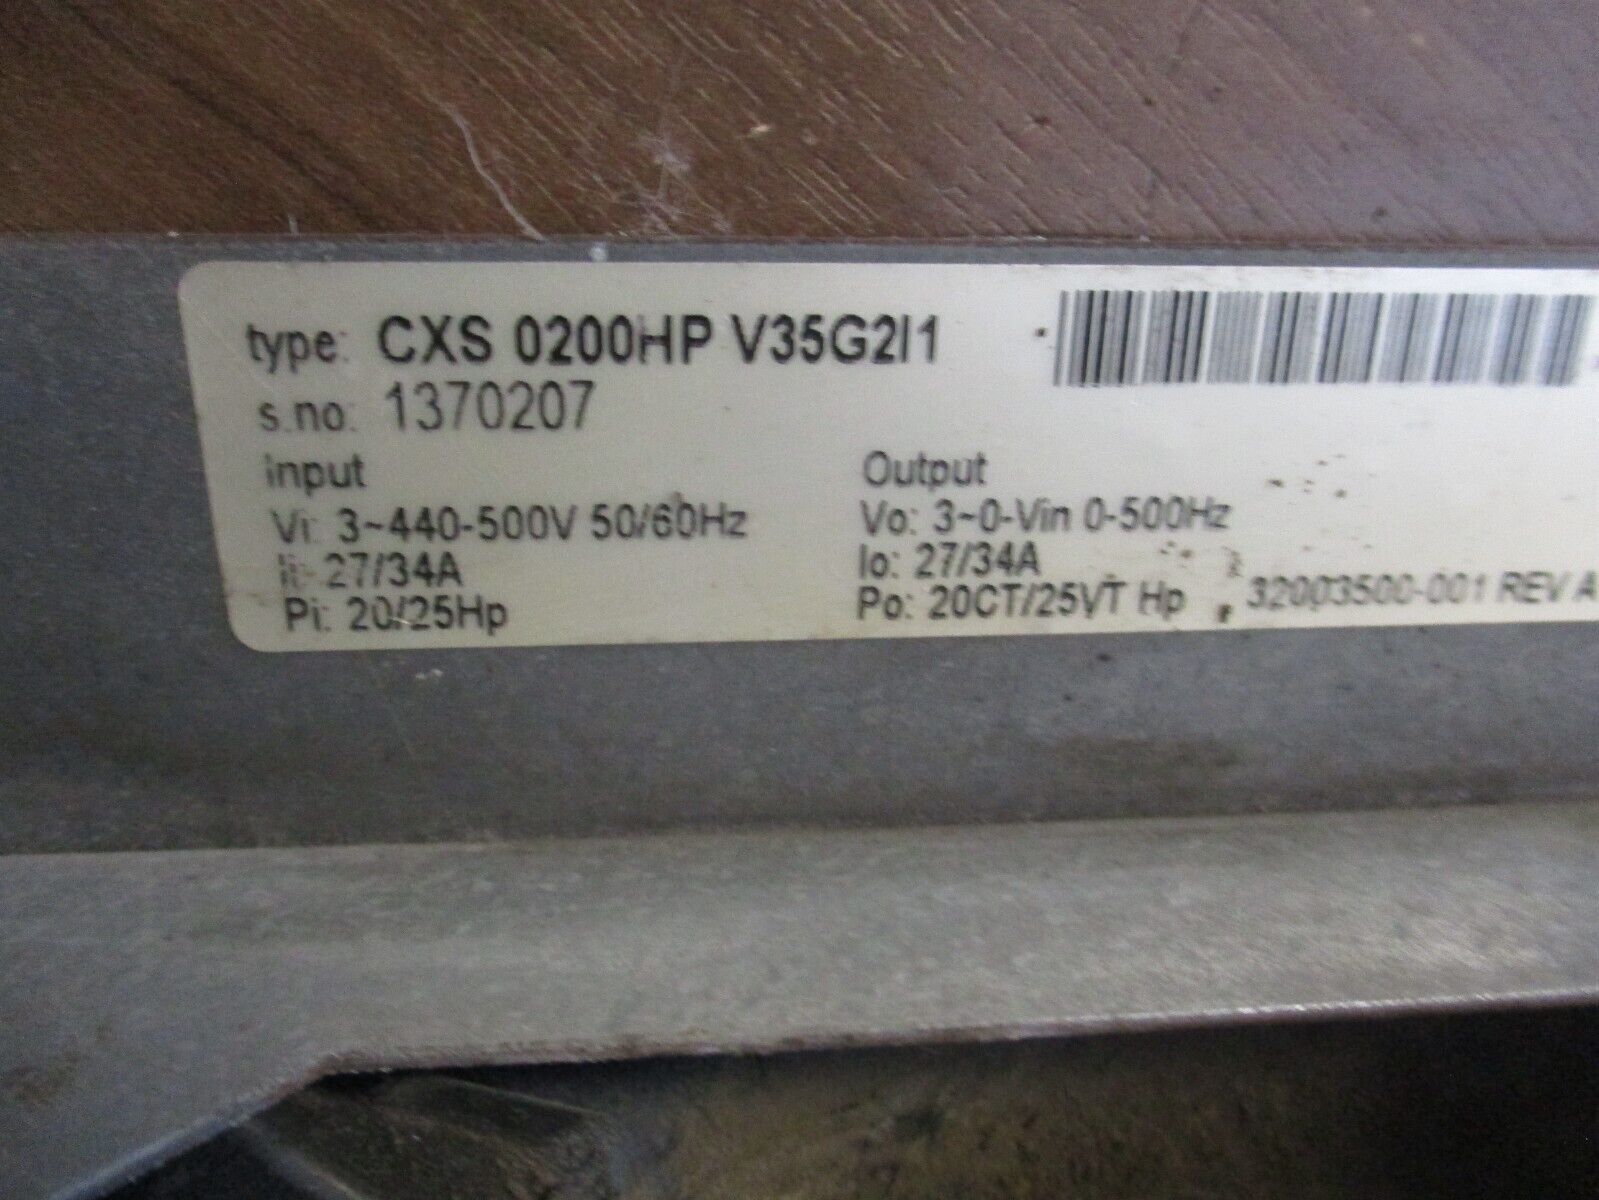 type: CXS 0200HP V35G2I1
s.no: 1370207
Input
Vi: 3~440-500V 50/60Hz
Ii: 27/34A
Pi: 20/25Hp
Output
Vo: 3~0-Vin 0-500Hz
Io: 27/34A
Po: 20CT/25VT Hp
32003500-001 REV A